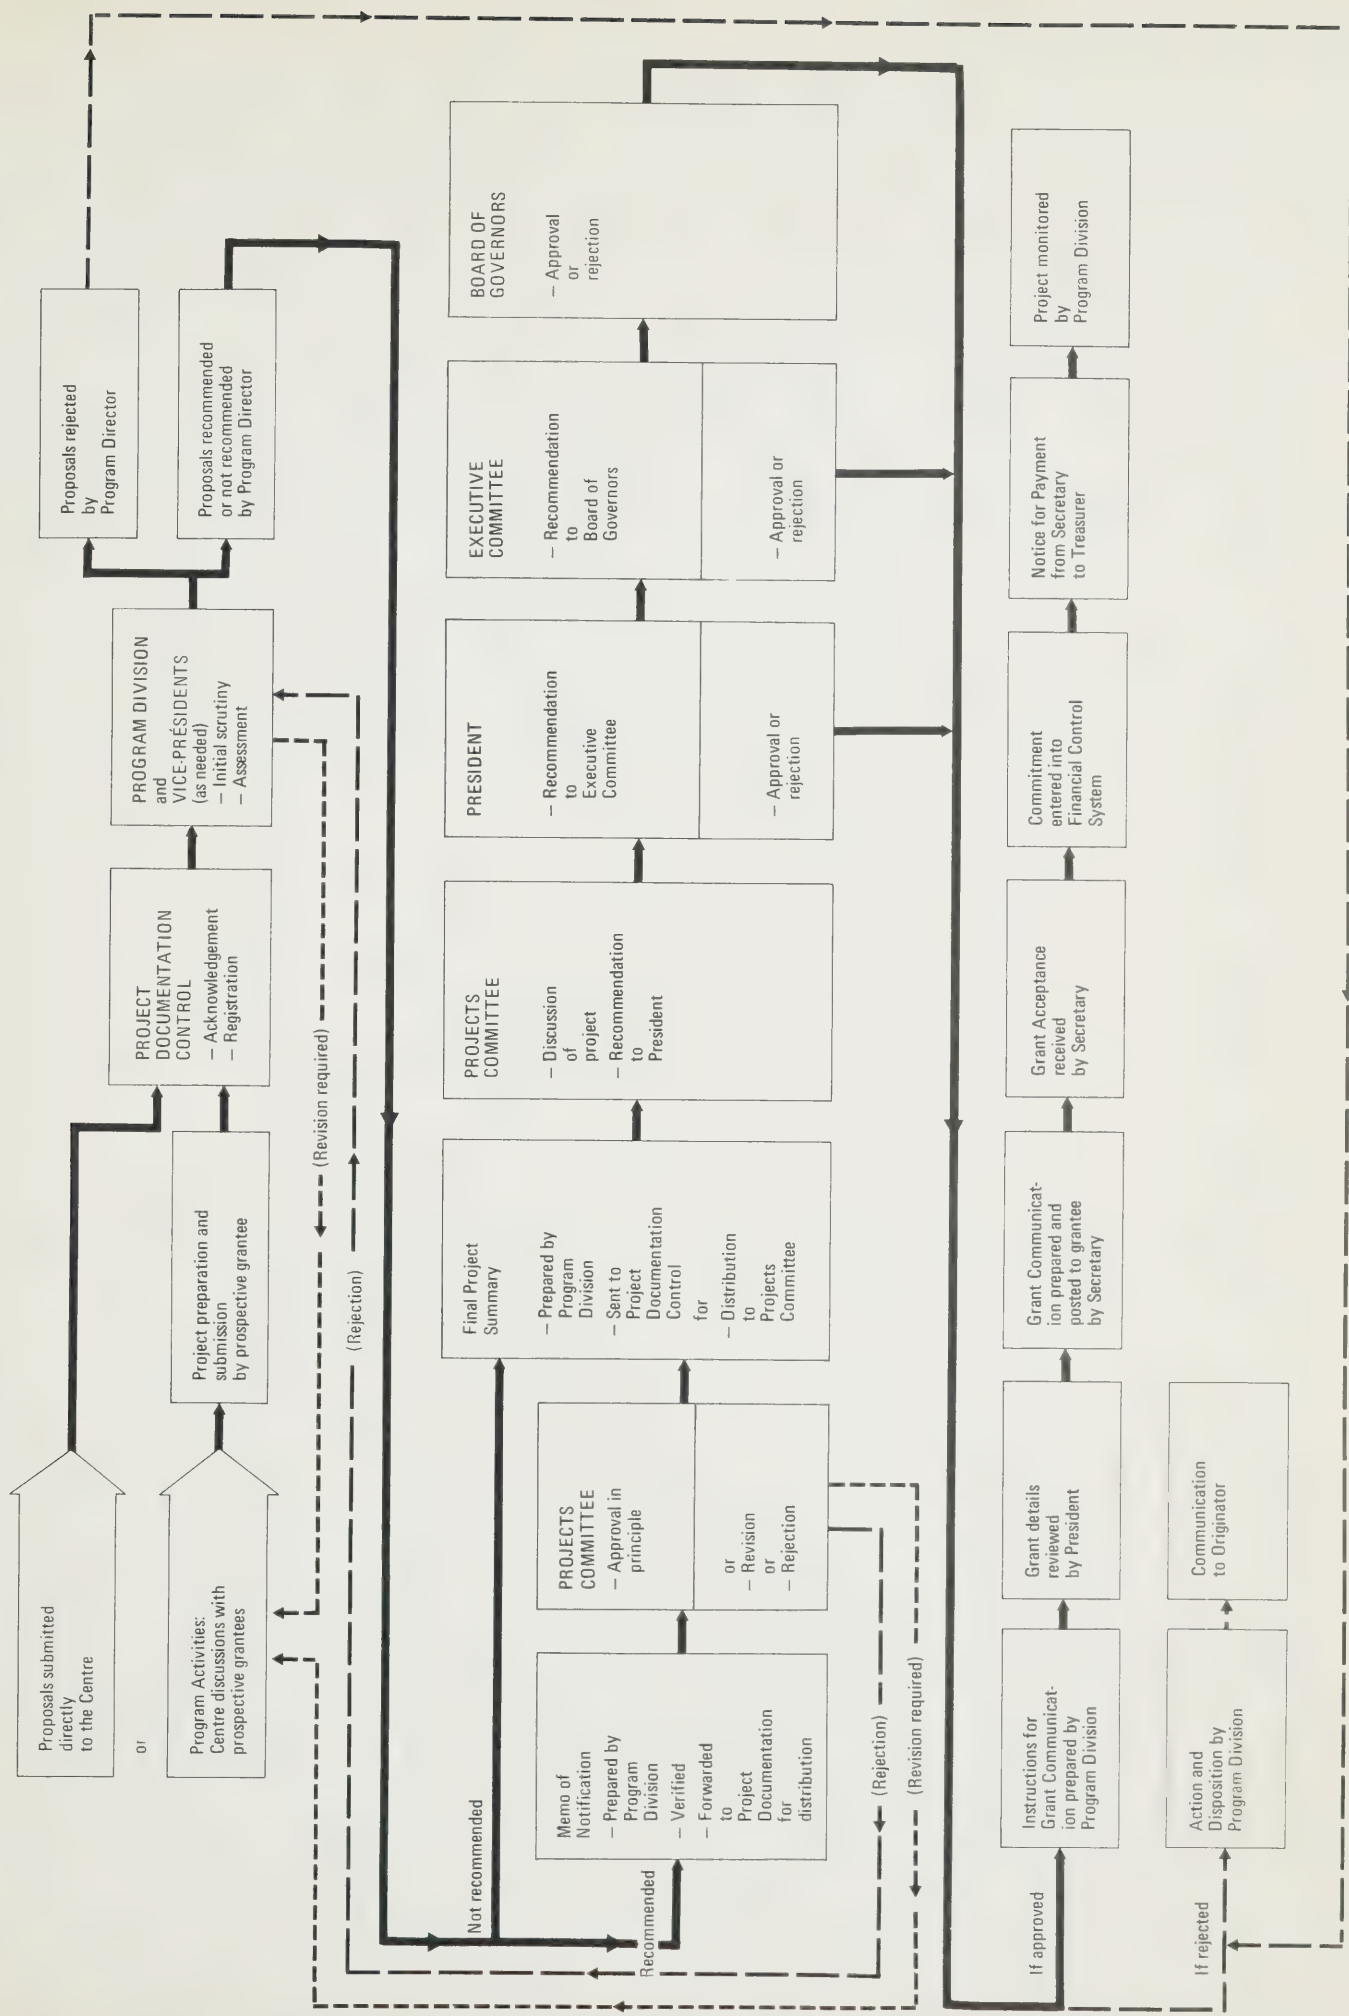 Proposals submitted
directly
to the Centre
or
Program Activities:
Centre discussions with
prospective grantees
Project preparation and
submission
by prospective grantee
PROJECT
DOCUMENTATION
CONTROL
– Acknowledgement
– Registration
PROGRAM DIVISION
and
VICE-PRÉSIDENTS
(as needed)
– Initial scrutiny
– Assessment
Proposals rejected
by
Program Director
Proposals recommended
or not recommended
by Program Director
(Revision required)
(Rejection)
Not recommended
Recommended
Memo of
Notification
– Prepared by
Program
Division
– Verified
– Forwarded
to
Project
Documentation
for
distribution
PROJECTS
COMMITTEE
– Approval in
principle
or
– Revision
or
– Rejection
(Rejection)
(Revision required)
Final Project
Summary
– Prepared by
Program
Division
– Sent to
Project
Documentation
Control
for
– Distribution
to
Projects
Committee
PROJECTS
COMMITTEE
– Discussion
of
project
– Recommendation
to
President
PRESIDENT
– Recommendation
to
Executive
Committee
– Approval or
rejection
EXECUTIVE
COMMITTEE
– Recommendation
to
Board of
Governors
– Approval or
rejection
BOARD OF
GOVERNORS
– Approval
or
rejection
If approved
Instructions for
Grant Communicat-
ion prepared by
Program Division
Grant details
reviewed
by President
Grant Communicat-
ion prepared and
posted to grantee
by Secretary
Grant Acceptance
received
by Secretary
Commitment
entered into
Financial Control
System
Notice for Payment
from Secretary
to Treasurer
Project monitored
by
Program Division
If rejected
Action and
Disposition by
Program Division
Communication
to Originator